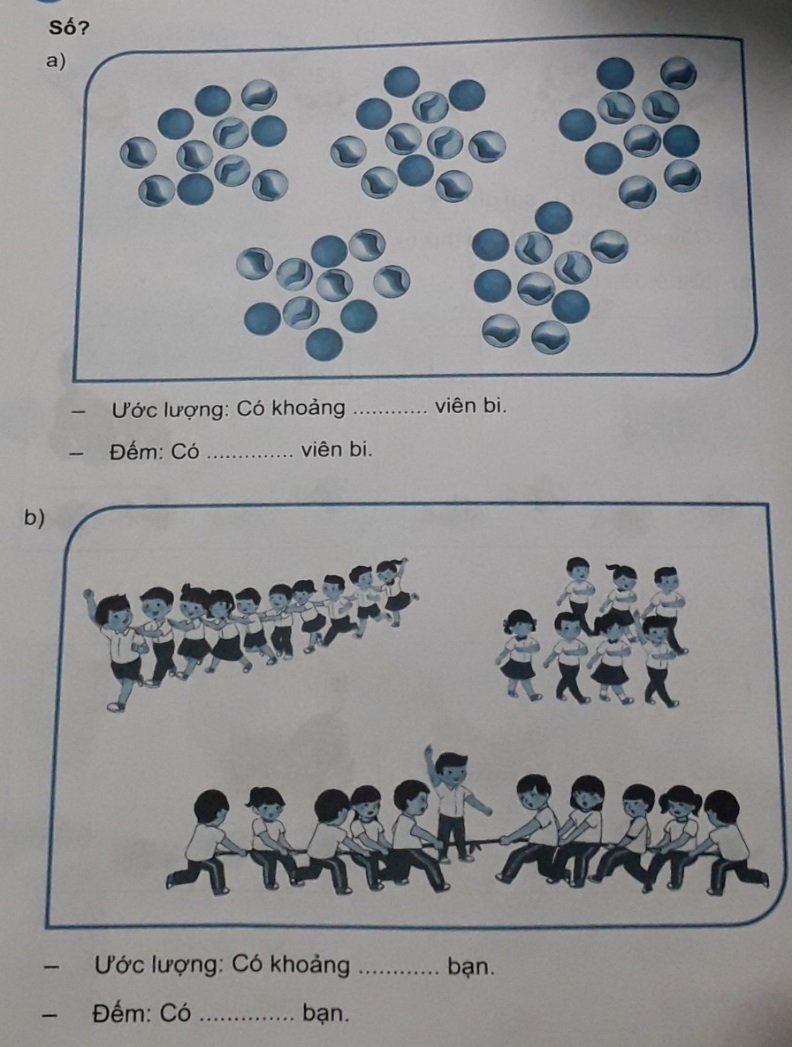 Số?
a)
– Ước lượng: Có khoảng ............ viên bi.
– Đếm: Có .............. viên bi.
b)
– Ước lượng: Có khoảng ............ bạn.
– Đếm: Có .............. bạn.